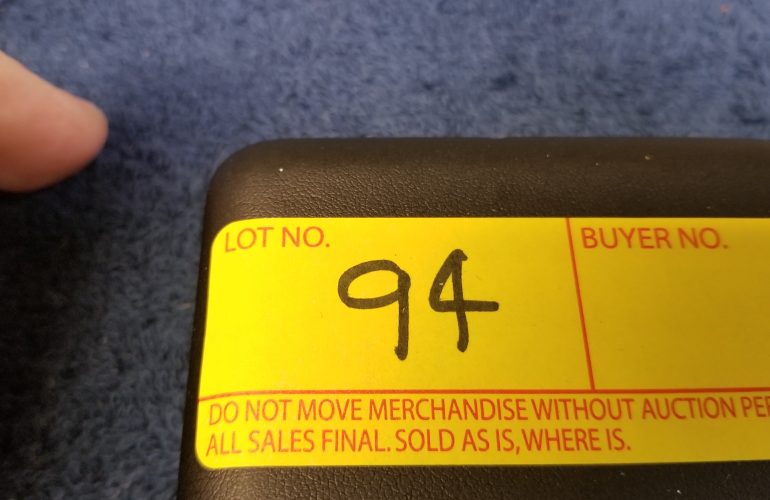 LOT NO. BUYER NO.
94
DO NOT MOVE MERCHANDISE WITHOUT AUCTION
ALL SALES FINAL. SOLD AS IS, WHERE IS.